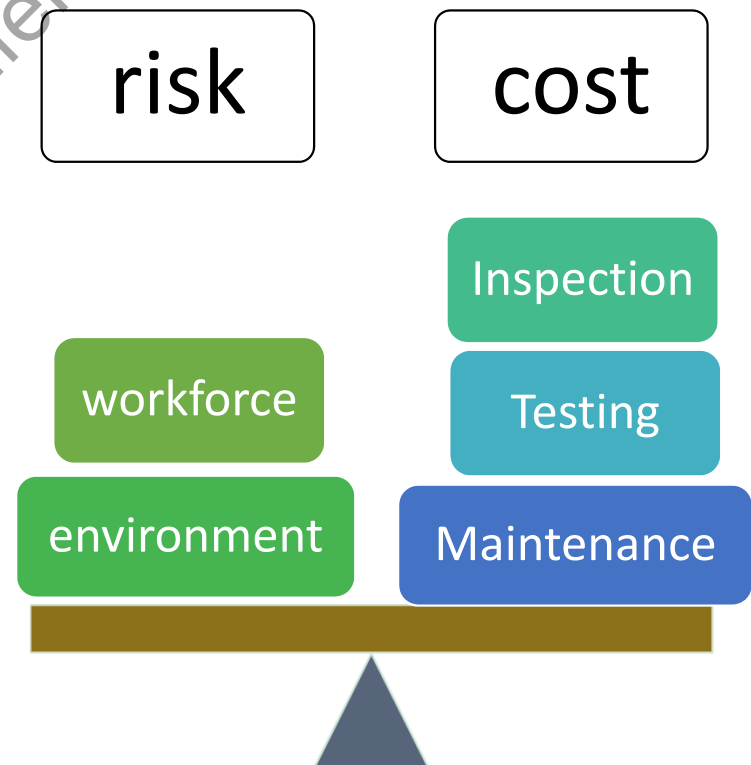 risk
cost
Inspection
workforce
Testing
environment
Maintenance